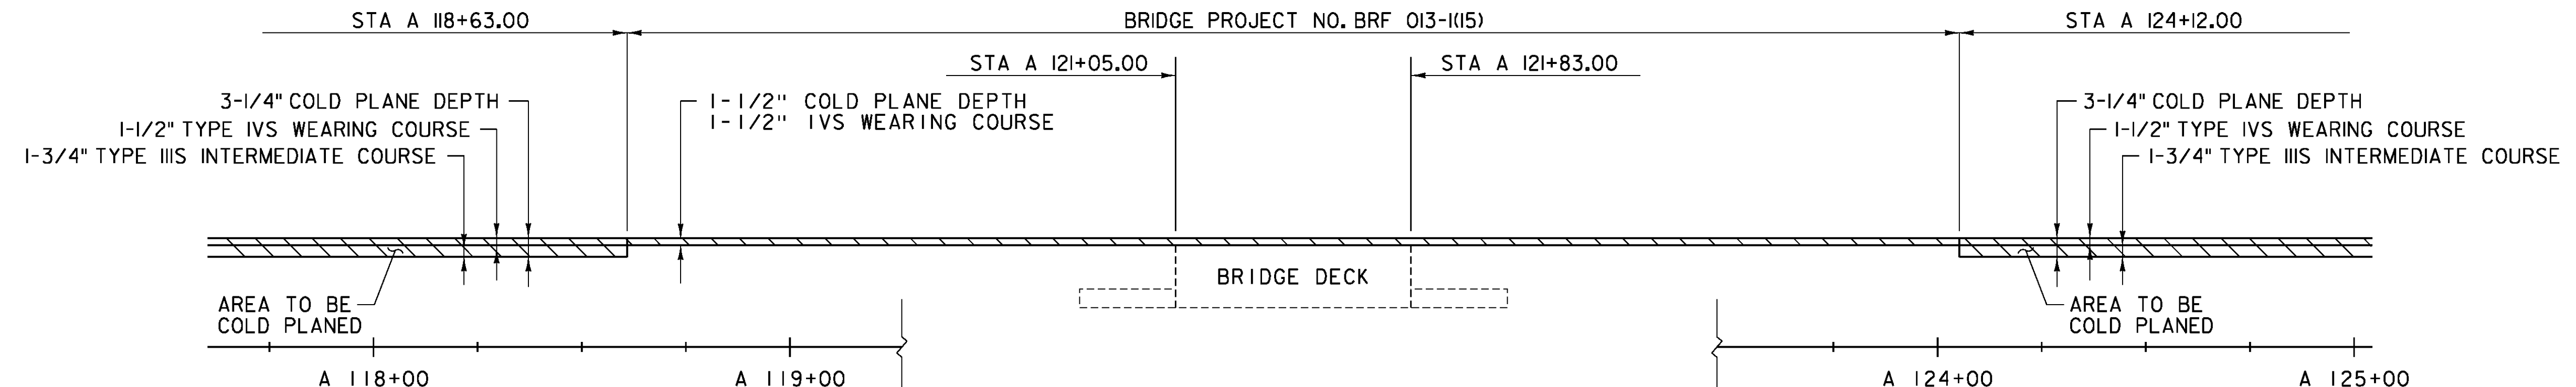 STA A 118+63.00
BRIDGE PROJECT NO. BRF 013-1(15)
STA A 124+12.00
STA A 121+05.00
STA A 121+83.00
3-1/4" COLD PLANE DEPTH
1-1/2" TYPE IVS WEARING COURSE
1-3/4" TYPE IIIS INTERMEDIATE COURSE
1-1/2" COLD PLANE DEPTH
1-1/2" IVS WEARING COURSE
3-1/4" COLD PLANE DEPTH
1-1/2" TYPE IVS WEARING COURSE
1-3/4" TYPE IIIS INTERMEDIATE COURSE
BRIDGE DECK
AREA TO BE
COLD PLANED
AREA TO BE
COLD PLANED
A 118+00
A 119+00
A 124+00
A 125+00